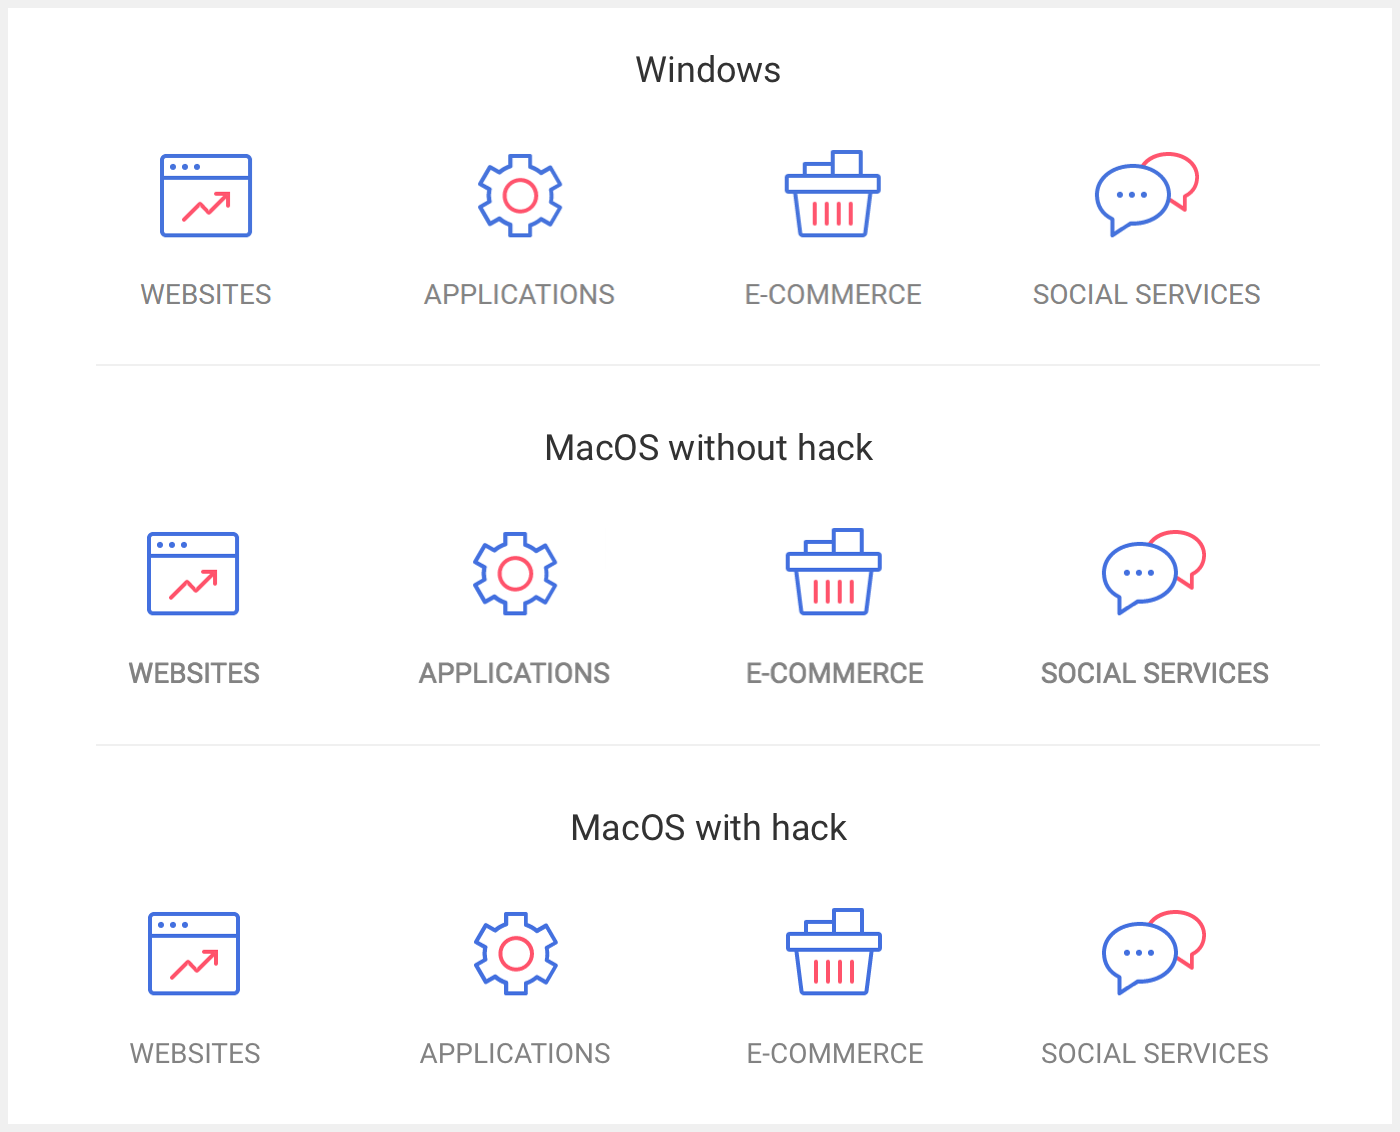 Windows
WEBSITES APPLICATIONS E-COMMERCE SOCIAL SERVICES
MacOS without hack
WEBSITES APPLICATIONS E-COMMERCE SOCIAL SERVICES
MacOS with hack
WEBSITES APPLICATIONS E-COMMERCE SOCIAL SERVICES